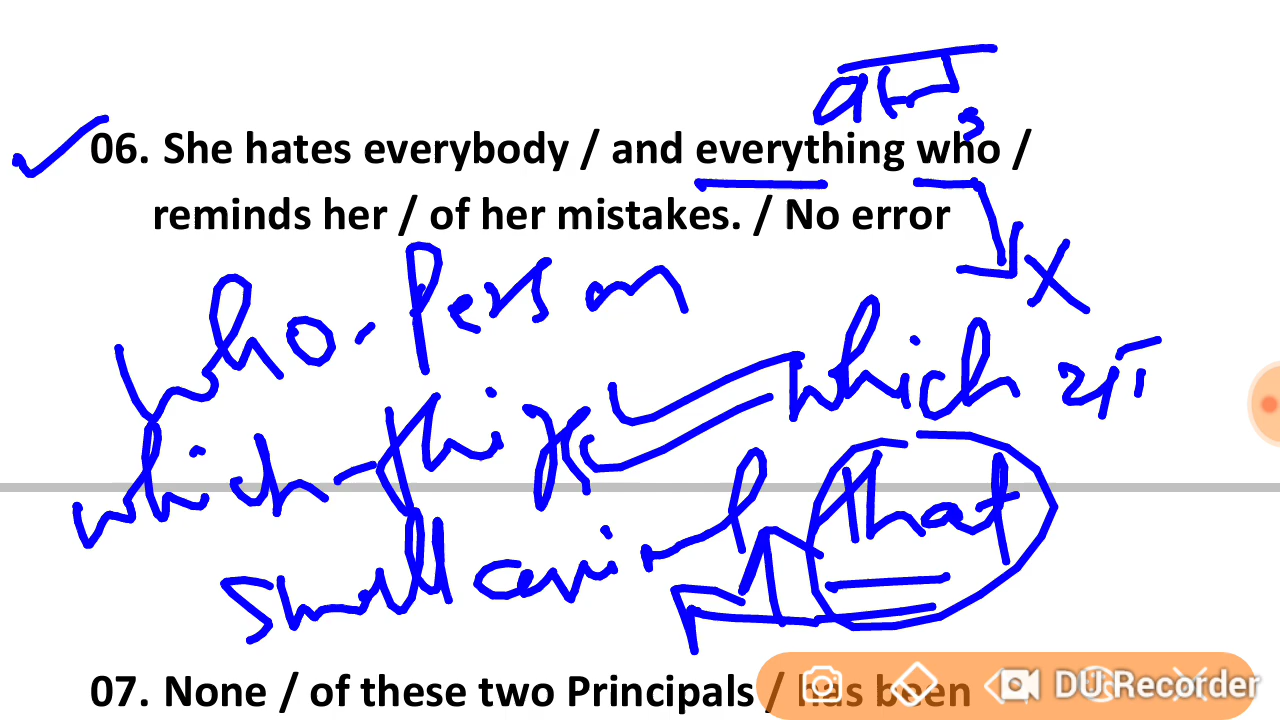 06. She hates everybody / and everything who /
reminds her / of her mistakes. / No error
who - Person
which या
which - thing
that
small animal
07. None / of these two Principals / has been
DU Recorder